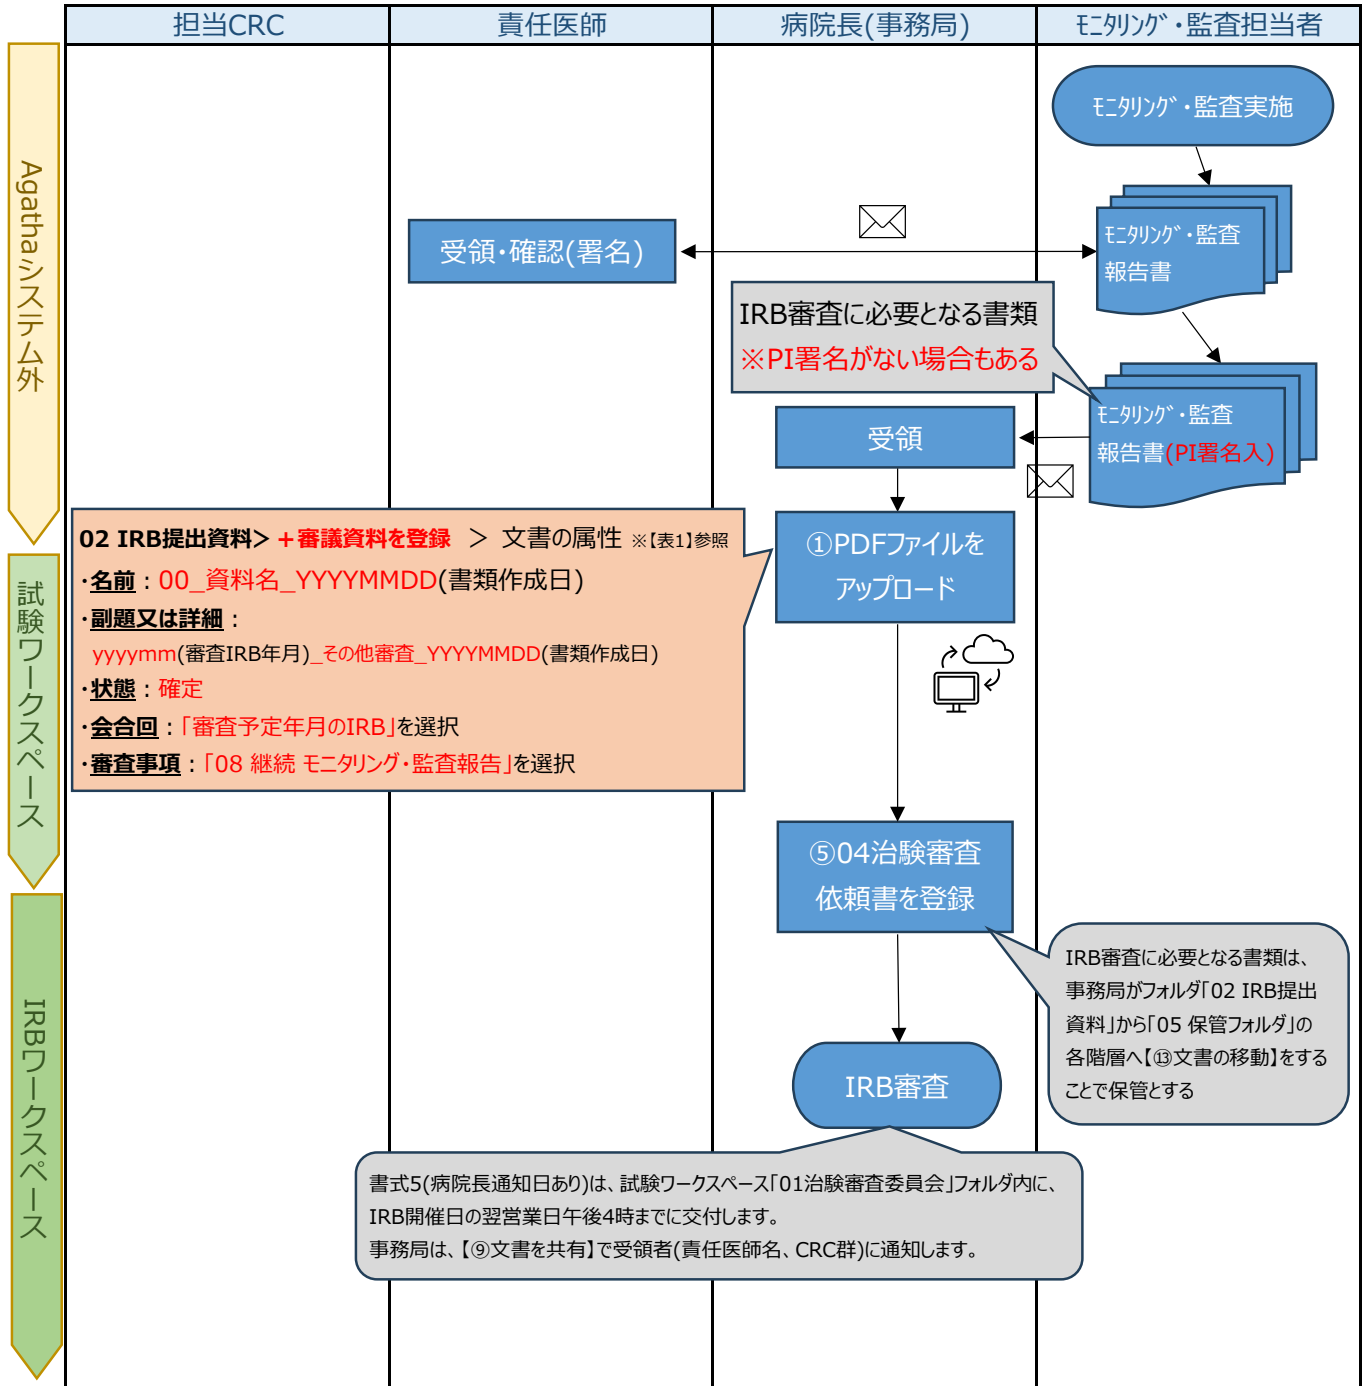 担当CRC
責任医師
病院長(事務局)
ﾓﾆﾀﾘﾝｸﾞ・監査担当者
Agathaシステム外
試験ワークスペース
IRBワークスペース
ﾓﾆﾀﾘﾝｸﾞ・監査実施
ﾓﾆﾀﾘﾝｸﾞ・監査
報告書
受領・確認(署名)
IRB審査に必要となる書類
※PI署名がない場合もある
ﾓﾆﾀﾘﾝｸﾞ・監査
報告書(PI署名入)
受領
02 IRB提出資料>+審議資料を登録 > 文書の属性 ※【表1】参照
・名前：00_資料名_YYYYMMDD(書類作成日)
・副題又は詳細：
yyyymm(審査IRB年月)_その他審査_YYYYMMDD(書類作成日)
・状態：確定
・会合回：「審査予定年月のIRB」を選択
・審査事項：「08 継続 モニタリング・監査報告」を選択
①PDFファイルを
アップロード
⑤04治験審査
依頼書を登録
IRB審査に必要となる書類は、
事務局がフォルダ「02 IRB提出
資料」から「05 保管フォルダ」の
各階層へ【⑬文書の移動】をする
ことで保管とする
IRB審査
書式5(病院長通知日あり)は、試験ワークスペース「01治験審査委員会」フォルダ内に、
IRB開催日の翌営業日午後4時までに交付します。
事務局は、【⑨文書を共有】で受領者(責任医師名、CRC群)に通知します。